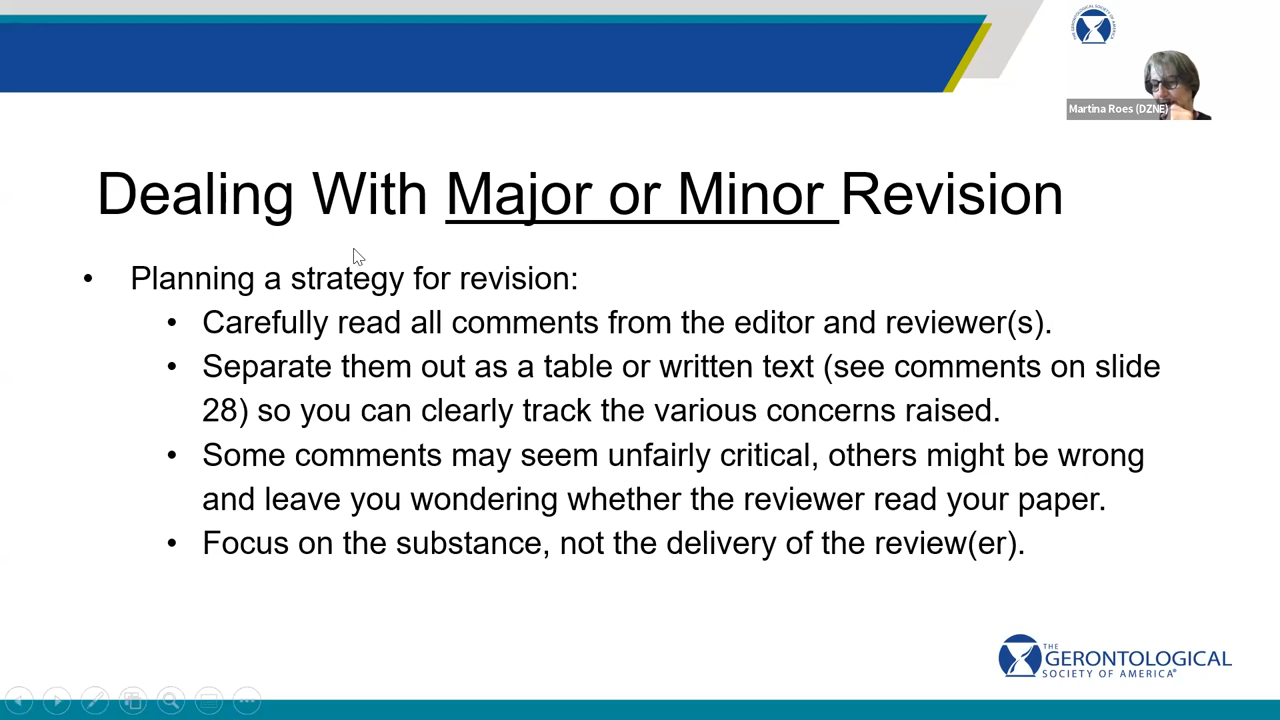 Martina Roes (DZNE)
Dealing With Major or Minor Revision
• Planning a strategy for revision:
• Carefully read all comments from the editor and reviewer(s).
• Separate them out as a table or written text (see comments on slide
28) so you can clearly track the various concerns raised.
• Some comments may seem unfairly critical, others might be wrong
and leave you wondering whether the reviewer read your paper.
• Focus on the substance, not the delivery of the review(er).
THE
GERONTOLOGICAL
SOCIETY OF AMERICA®